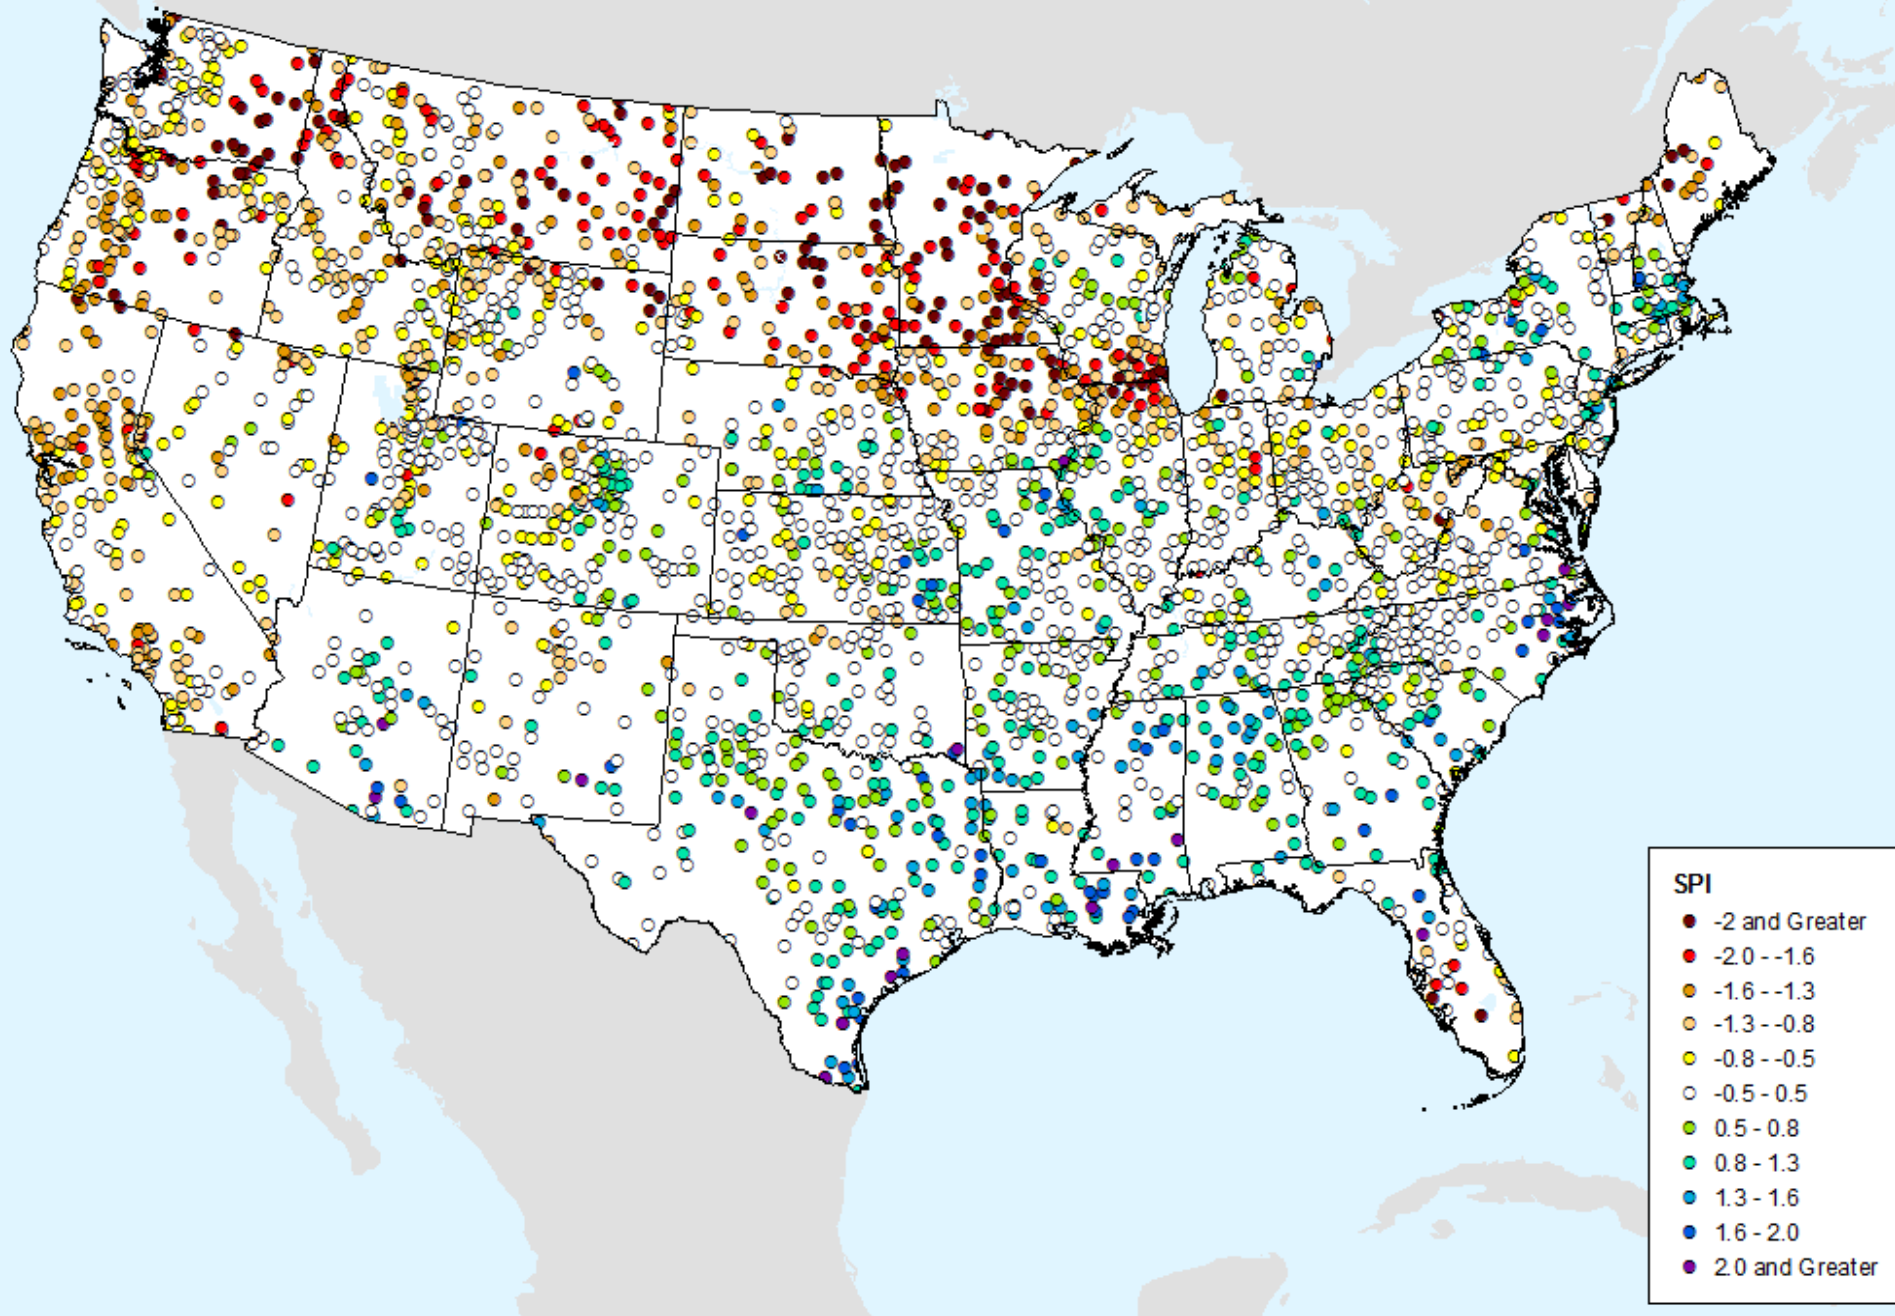 SPI
-2 and Greater
-2.0 - -1.6
-1.6 - -1.3
-1.3 - -0.8
-0.8 - -0.5
-0.5 - 0.5
0.5 - 0.8
0.8 - 1.3
1.3 - 1.6
1.6 - 2.0
2.0 and Greater